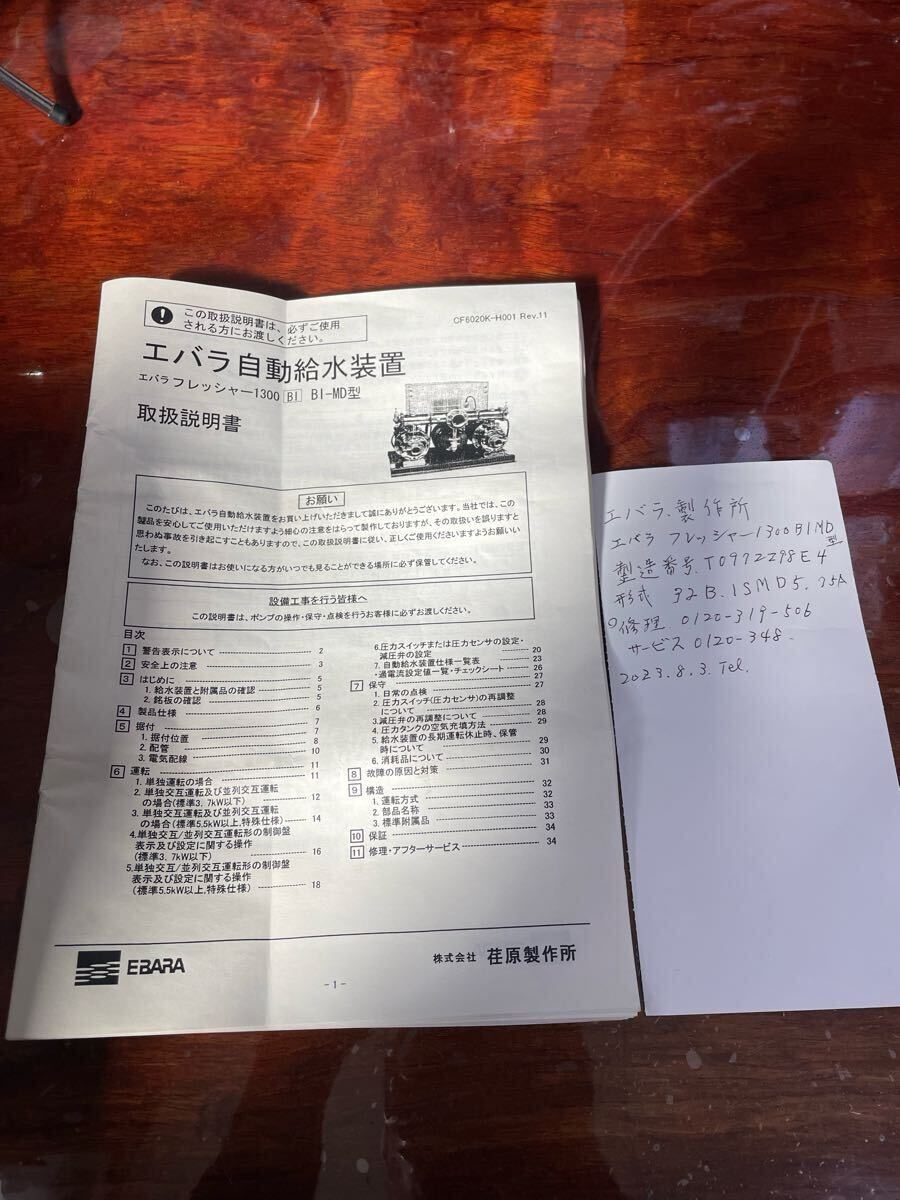 この取扱説明書は、必ずご使用
される方にお渡しください。
CF6020K-H001 Rev.11
エバラ自動給水装置
エバラフレッシャー1300 BI BI-MD型
取扱説明書
お願い
このたびは、エバラ自動給水装置をお買い上げいただきまして誠にありがとうございます。当社では、この
製品を安心してご使用いただけますよう細心の注意をはらって製作しておりますが、その取扱いを誤りますと
思わぬ事故を引き起こすこともありますので、この取扱説明書に従い、正しくご使用くださいますようお願いい
たします。
なお、この説明書はお使いになる方がいつでも見ることができる場所に必ず保管してください。
設備工事を行う皆様へ
この説明書は、ポンプの操作・保守・点検を行うお客様に必ずお渡しください。
目次
1 警告表示について 2
2 安全上の注意 3
3 はじめに 5
1. 給水装置と附属品の確認 5
2. 銘板の確認 5
4 製品仕様 6
5 据付 7
1. 据付位置 7
2. 配管 8
3. 電気配線 10
6 運転 11
1. 単独運転の場合 11
2. 単独交互運転及び並列交互運転
の場合(標準3.7kW以下) 12
3. 単独交互運転及び並列交互運転
の場合(標準5.5kW以上,特殊仕様) 14
4.単独交互/並列交互運転形の制御盤
表示及び設定に関する操作
(標準3.7kW以下) 16
5.単独交互/並列交互運転形の制御盤
表示及び設定に関する操作
(標準5.5kW以上,特殊仕様) 18
6.圧力スイッチまたは圧力センサの設定・
減圧弁の設定 20
7. 自動給水装置仕様一覧表 23
・過電流設定値一覧・チェックシート 26
7 保守 27
1. 日常の点検 27
2. 圧力スイッチ(圧力センサ)の再調整
について 28
3.減圧弁の再調整について 28
4. 圧力タンクの空気充填方法 29
5. 給水装置の長期運転休止時、保管
時について 29
6. 消耗品について 30
8 故障の原因と対策 31
9 構造 32
1. 運転方式 32
2. 部品名称 33
3. 標準附属品 33
10 保証 34
11 修理・アフターサービス 34
EBARA
株式会社 荏原製作所
-1-
エバラ製作所
エバラ フレッシャー1300B1MD型
製造番号.T0992298E4
形式 32B.1SMD5.25A
○修理 0120-319-506
サービス 0120-348-
2023.8.3.Tel.